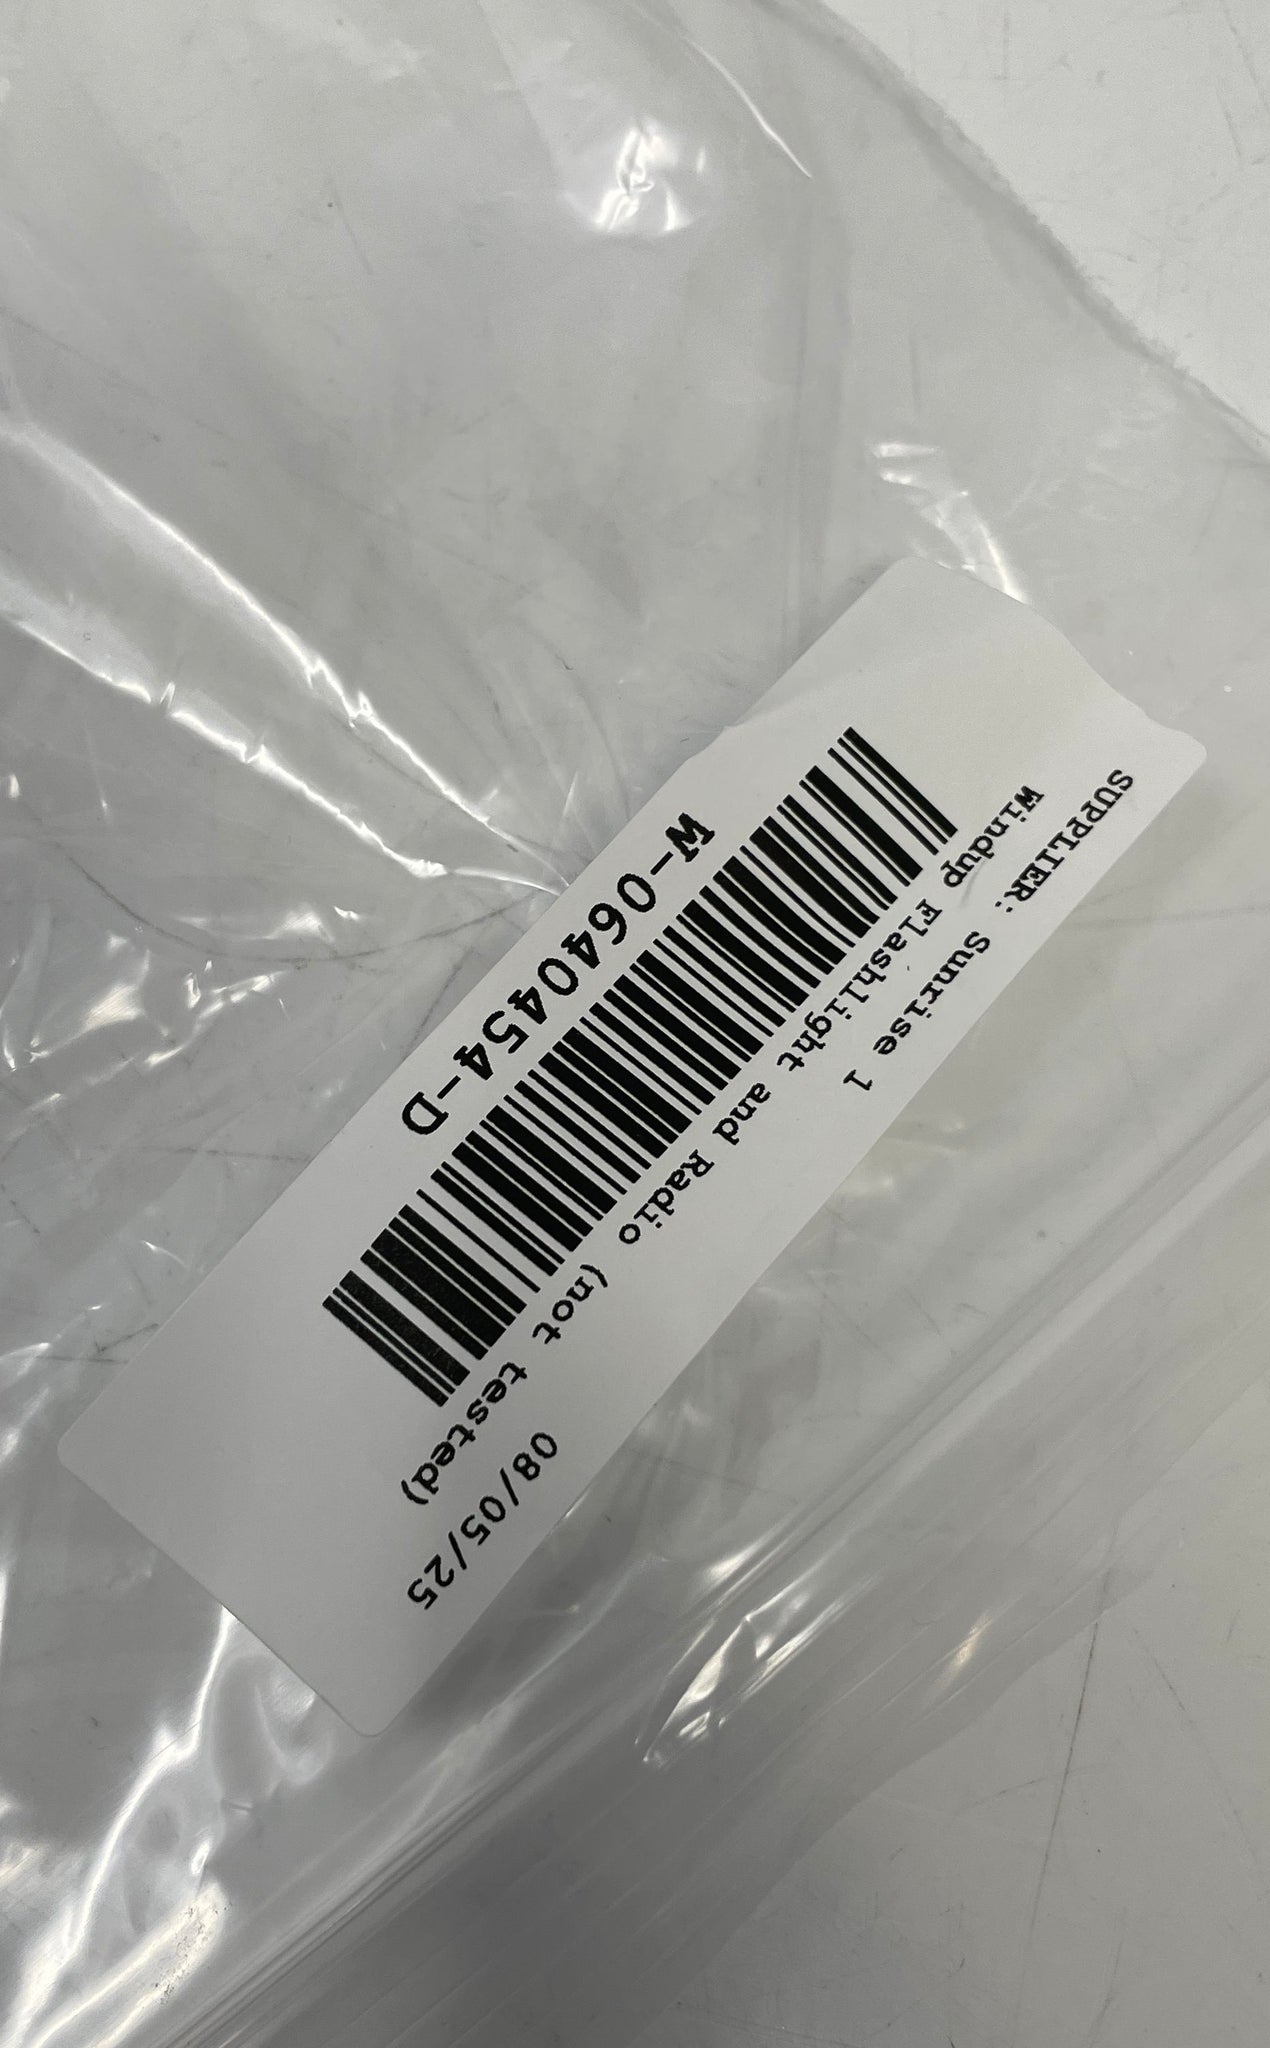 SUPPLIER: Sunrise 1 08/05/25
Windup Flashlight and Radio (not tested)
W-0640454-D